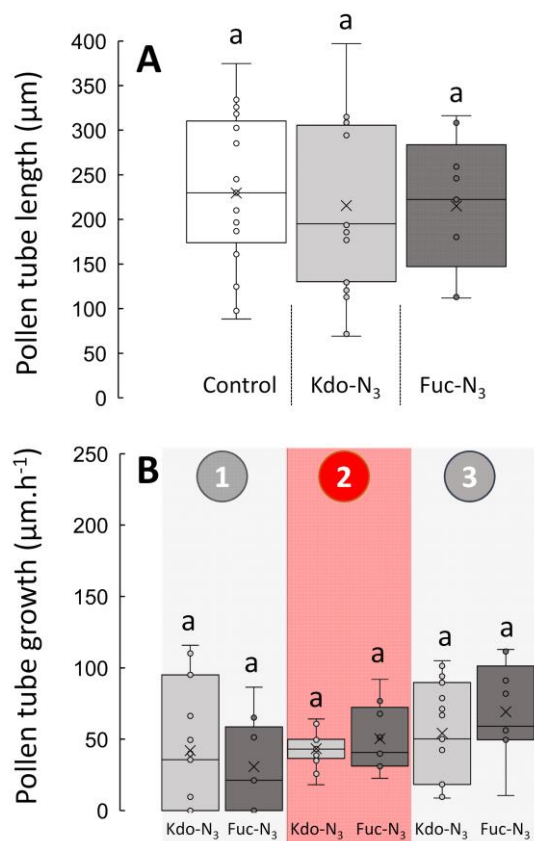 A
a
a
a
Pollen tube length (µm)
400
350
300
250
200
150
100
50
0
Control
Kdo-N₃
Fuc-N₃
B
1
2
3
Pollen tube growth (µm.h⁻¹)
250
200
150
100
50
0
a
a
a
a
a
a
Kdo-N₃ Fuc-N₃ Kdo-N₃ Fuc-N₃ Kdo-N₃ Fuc-N₃